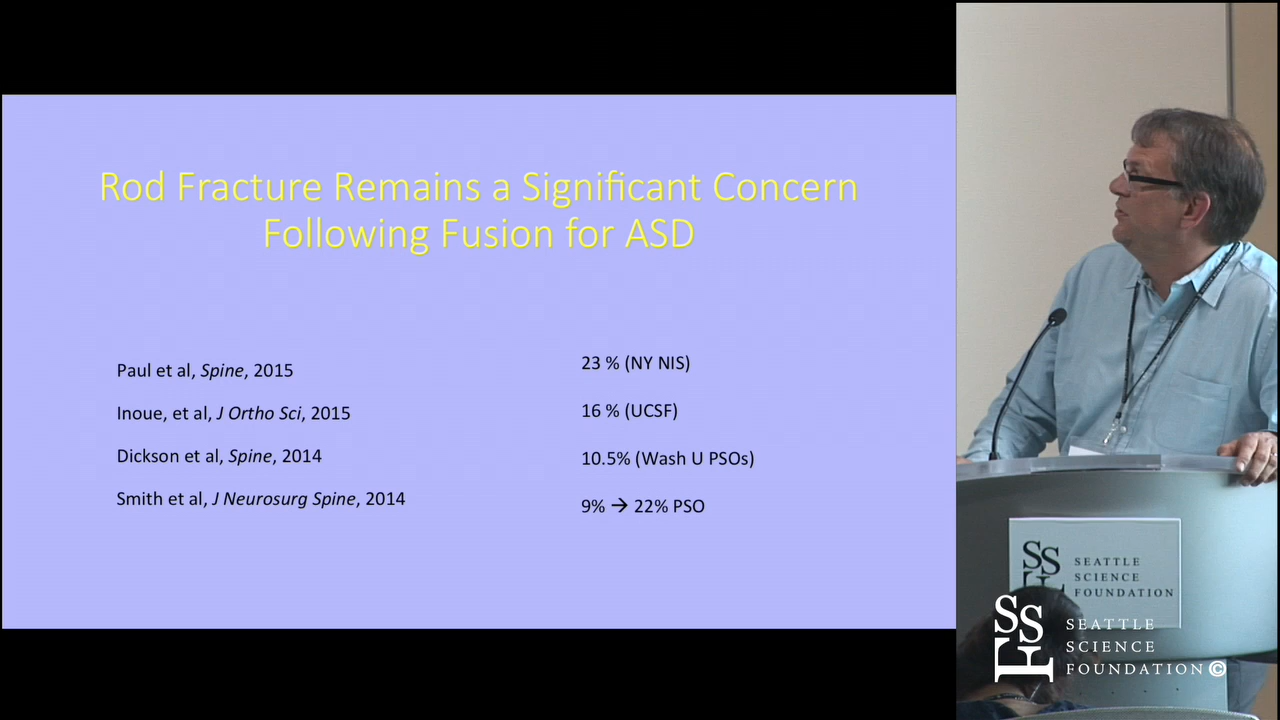 Rod Fracture Remains a Significant Concern
Following Fusion for ASD
Paul et al, Spine, 2015
23 % (NY NIS)
Inoue, et al, J Ortho Sci, 2015
16 % (UCSF)
Dickson et al, Spine, 2014
10.5% (Wash U PSOs)
Smith et al, J Neurosurg Spine, 2014
9% → 22% PSO
SSF
SEATTLE
SCIENCE
FOUNDATION
SSF
SEATTLE
SCIENCE
FOUNDATION©